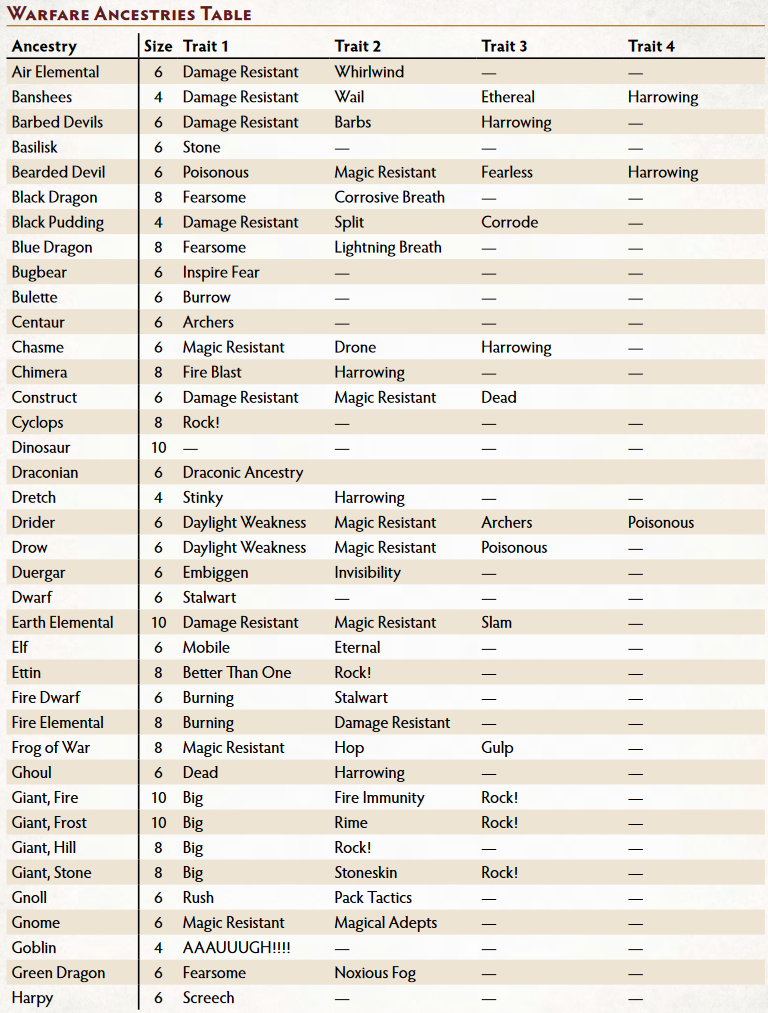 Warfare Ancestries Table
Ancestry Size Trait 1 Trait 2 Trait 3 Trait 4
Air Elemental 6 Damage Resistant Whirlwind — —
Banshees 4 Damage Resistant Wail Ethereal Harrowing
Barbed Devils 6 Damage Resistant Barbs Harrowing —
Basilisk 6 Stone — — —
Bearded Devil 6 Poisonous Magic Resistant Fearless Harrowing
Black Dragon 8 Fearsome Corrosive Breath — —
Black Pudding 4 Damage Resistant Split Corrode —
Blue Dragon 8 Fearsome Lightning Breath — —
Bugbear 6 Inspire Fear — — —
Bulette 6 Burrow — — —
Centaur 6 Archers — — —
Chasme 6 Magic Resistant Drone Harrowing —
Chimera 8 Fire Blast Harrowing — —
Construct 6 Damage Resistant Magic Resistant Dead
Cyclops 8 Rock! — — —
Dinosaur 10 — — — —
Draconian 6 Draconic Ancestry
Dretch 4 Stinky Harrowing — —
Drider 6 Daylight Weakness Magic Resistant Archers Poisonous
Drow 6 Daylight Weakness Magic Resistant Poisonous —
Duergar 6 Embiggen Invisibility — —
Dwarf 6 Stalwart — — —
Earth Elemental 10 Damage Resistant Magic Resistant Slam —
Elf 6 Mobile Eternal — —
Ettin 8 Better Than One Rock! — —
Fire Dwarf 6 Burning Stalwart — —
Fire Elemental 8 Burning Damage Resistant — —
Frog of War 8 Magic Resistant Hop Gulp —
Ghoul 6 Dead Harrowing — —
Giant, Fire 10 Big Fire Immunity Rock! —
Giant, Frost 10 Big Rime Rock! —
Giant, Hill 8 Big Rock! — —
Giant, Stone 8 Big Stoneskin Rock! —
Gnoll 6 Rush Pack Tactics — —
Gnome 6 Magic Resistant Magical Adepts — —
Goblin 4 AAAUUUGH!!!! — — —
Green Dragon 6 Fearsome Noxious Fog — —
Harpy 6 Screech — — —